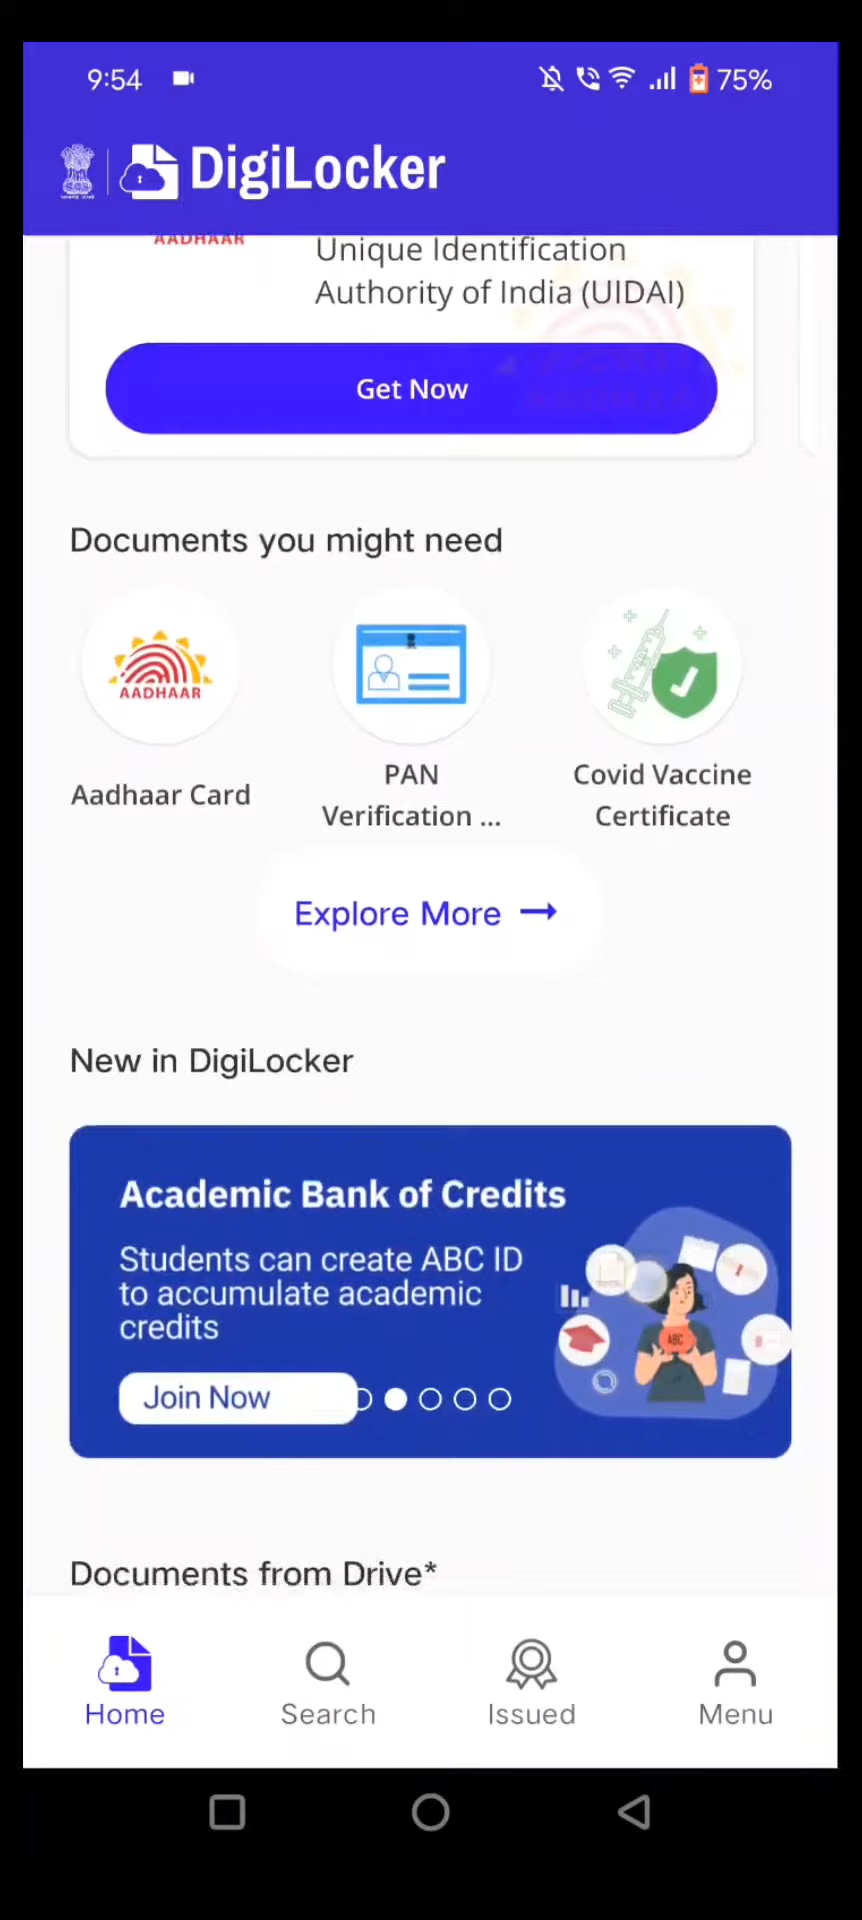 9:54
75%
DigiLocker
AADHAAR
Unique Identification
Authority of India (UIDAI)
Get Now
Documents you might need
AADHAAR
Aadhaar Card
PAN
Verification ...
Covid Vaccine
Certificate
Explore More →
New in DigiLocker
Academic Bank of Credits
Students can create ABC ID
to accumulate academic
credits
ABC
Join Now
Documents from Drive*
Home
Search
Issued
Menu